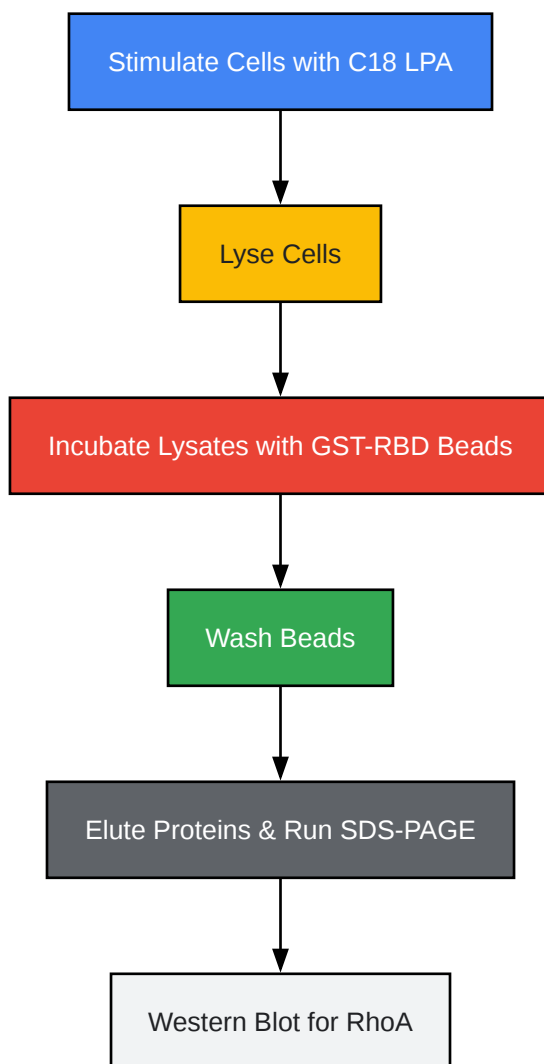 Stimulate Cells with C18 LPA
Lyse Cells
Incubate Lysates with GST-RBD Beads
Wash Beads
Elute Proteins & Run SDS-PAGE
Western Blot for RhoA